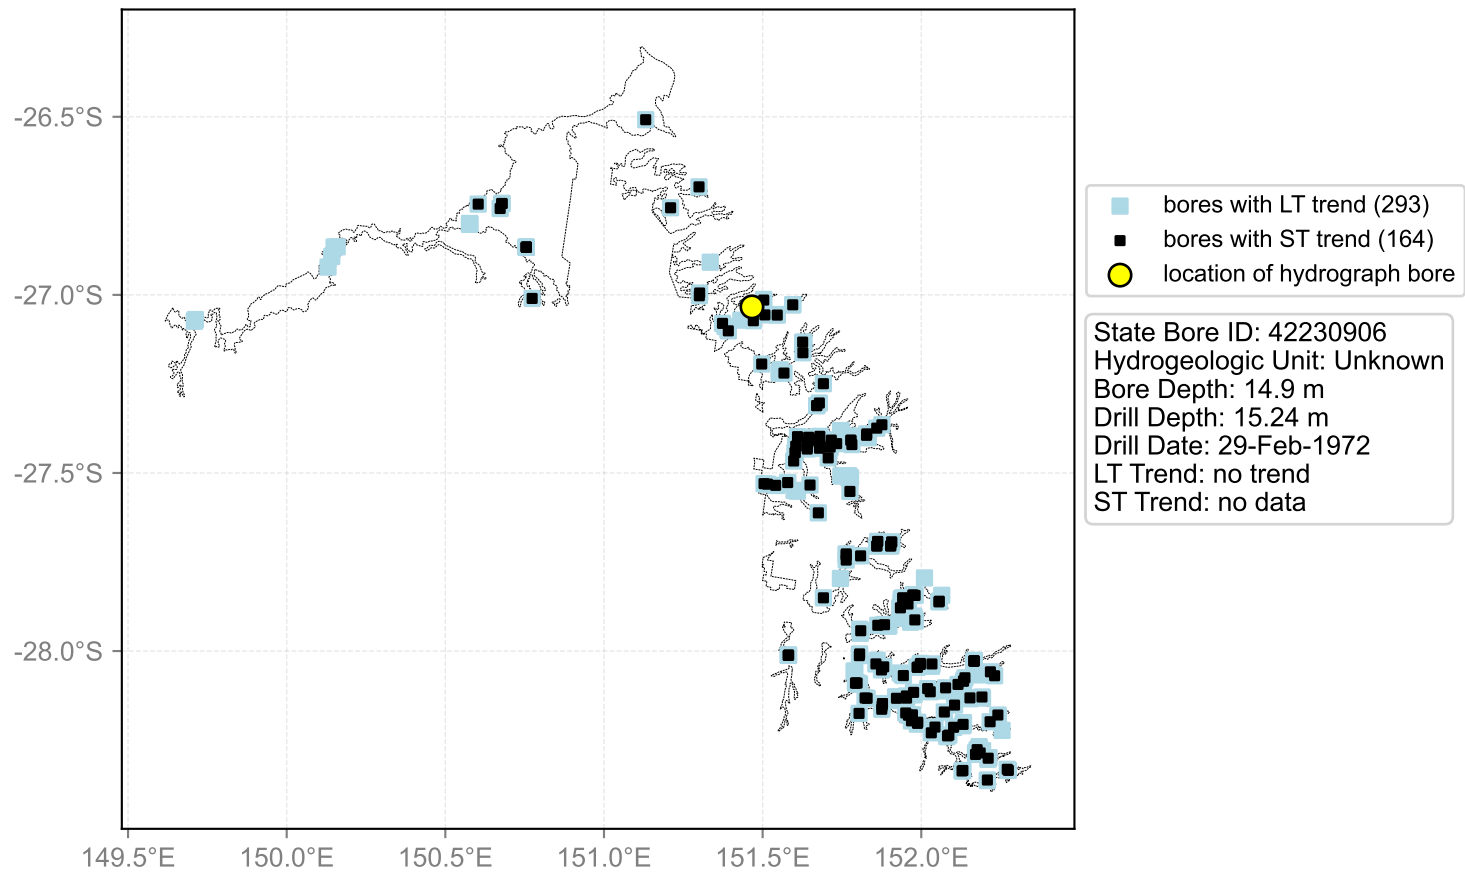 -26.5°S
-27.0°S
-27.5°S
-28.0°S
149.5°E
150.0°E
150.5°E
151.0°E
151.5°E
152.0°E
bores with LT trend (293)
bores with ST trend (164)
location of hydrograph bore
State Bore ID: 42230906
Hydrogeologic Unit: Unknown
Bore Depth: 14.9 m
Drill Depth: 15.24 m
Drill Date: 29-Feb-1972
LT Trend: no trend
ST Trend: no data